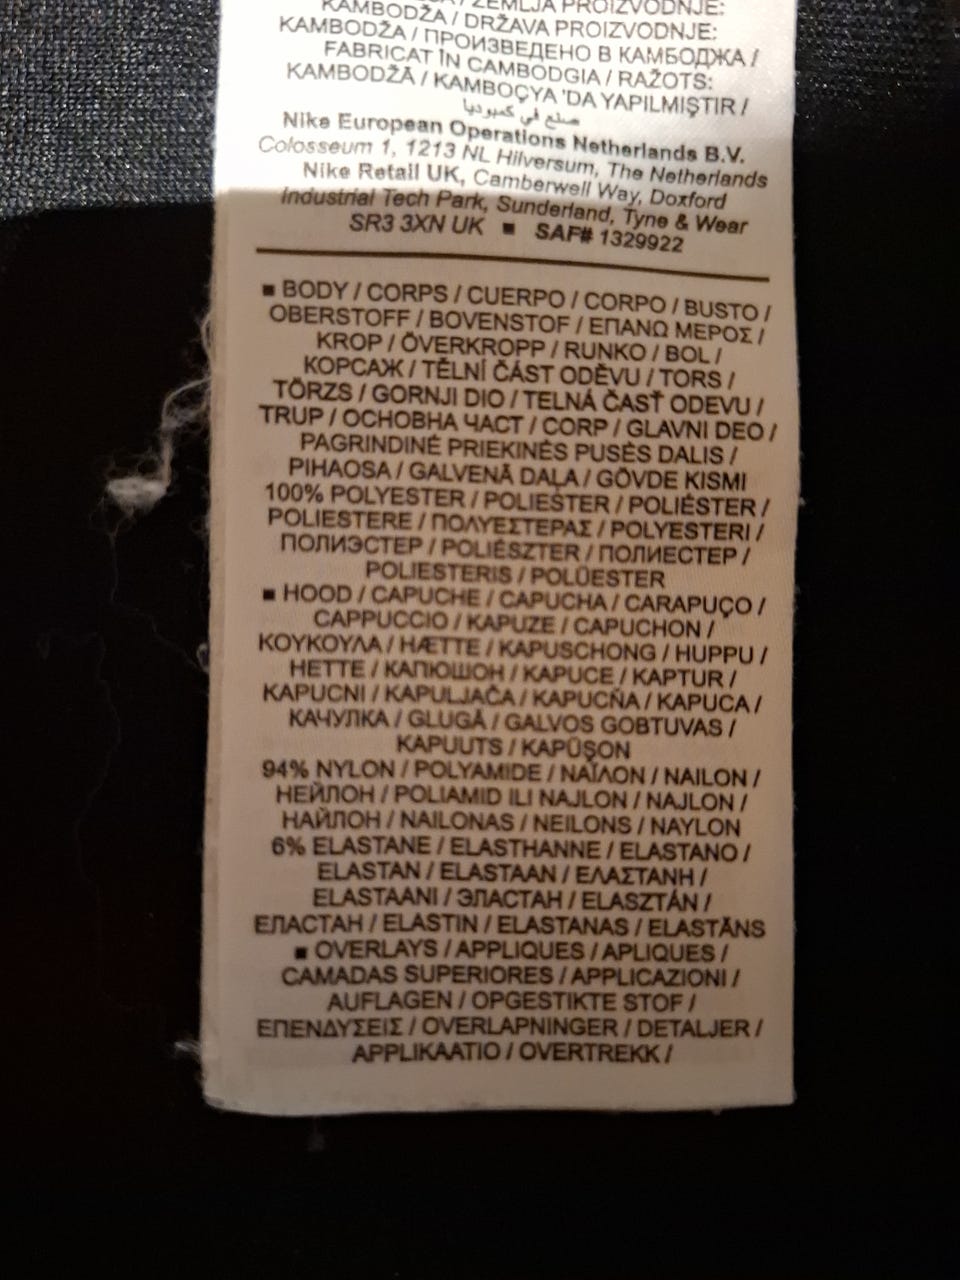 ZEMLJA PROIZVODNJE:
KAMBODŽA / DRŽAVA PROIZVODNJE:
KAMBODŽA / ПРОИЗВЕДЕНО В КАМБОДЖА /
FABRICAT ÎN CAMBODGIA / RAŽOTS:
KAMBODŽĀ / KAMBOÇYA 'DA YAPILMIŞTIR /
صنع في كمبوديا
Nike European Operations Netherlands B.V.
Colosseum 1, 1213 NL Hilversum, The Netherlands
Nike Retail UK, Camberwell Way, Doxford
Industrial Tech Park, Sunderland, Tyne & Wear
SR3 3XN UK ■ SAF# 1329922
■ BODY / CORPS / CUERPO / CORPO / BUSTO /
OBERSTOFF / BOVENSTOF / ΕΠΑΝΩ ΜΕΡΟΣ /
KROP / ÖVERKROPP / RUNKO / BOL /
КОРСАЖ / TĚLNÍ ČÁST ODĚVU / TORS /
TÖRZS / GORNJI DIO / TELNÁ ČASŤ ODEVU /
TRUP / ОСНОВНА ЧАСТ / CORP / GLAVNI DEO /
PAGRINDINĖ PRIEKINĖS PUSĖS DALIS /
PIHAOSA / GALVENĀ DAĻA / GÖVDE KISMI
100% POLYESTER / POLIESTER / POLIÉSTER /
POLIESTERE / ΠΟΛΥΕΣΤΕΡΑΣ / POLYESTERI /
ПОЛИЭСТЕР / POLIÉSZTER / ПОЛИЕСТЕР /
POLIESTERIS / POLÜESTER
■ HOOD / CAPUCHE / CAPUCHA / CARAPUÇO /
CAPPUCCIO / KAPUZE / CAPUCHON /
ΚΟΥΚΟΥΛΑ / HÆTTE / KAPUSCHONG / HUPPU /
HETTE / КАПЮШОН / KAPUCE / KAPTUR /
KAPUCNI / KAPULJAČA / KAPUCŇA / KAPUCA /
КАЧУЛКА / GLUGĂ / GALVOS GOBTUVAS /
KAPUUTS / KAPÜŞON
94% NYLON / POLYAMIDE / ΝΑΪΛΟΝ / NAILON /
НЕЙЛОН / POLIAMID ILI NAJLON / NAJLON /
НАЙЛОН / NAILONAS / NEILONS / NAYLON
6% ELASTANE / ELASTHANNE / ELASTANO /
ELASTAN / ELASTAAN / ΕΛΑΣΤΑΝΗ /
ELASTAANI / ЭЛАСТАН / ELASZTÁN /
ЕЛАСТАН / ELASTIN / ELASTANAS / ELASTĀNS
■ OVERLAYS / APPLIQUES / APLIQUES /
CAMADAS SUPERIORES / APPLICAZIONI /
AUFLAGEN / OPGESTIKTE STOF /
ΕΠΕΝΔΥΣΕΙΣ / OVERLAPNINGER / DETALJER /
APPLIKAATIO / OVERTREKK /